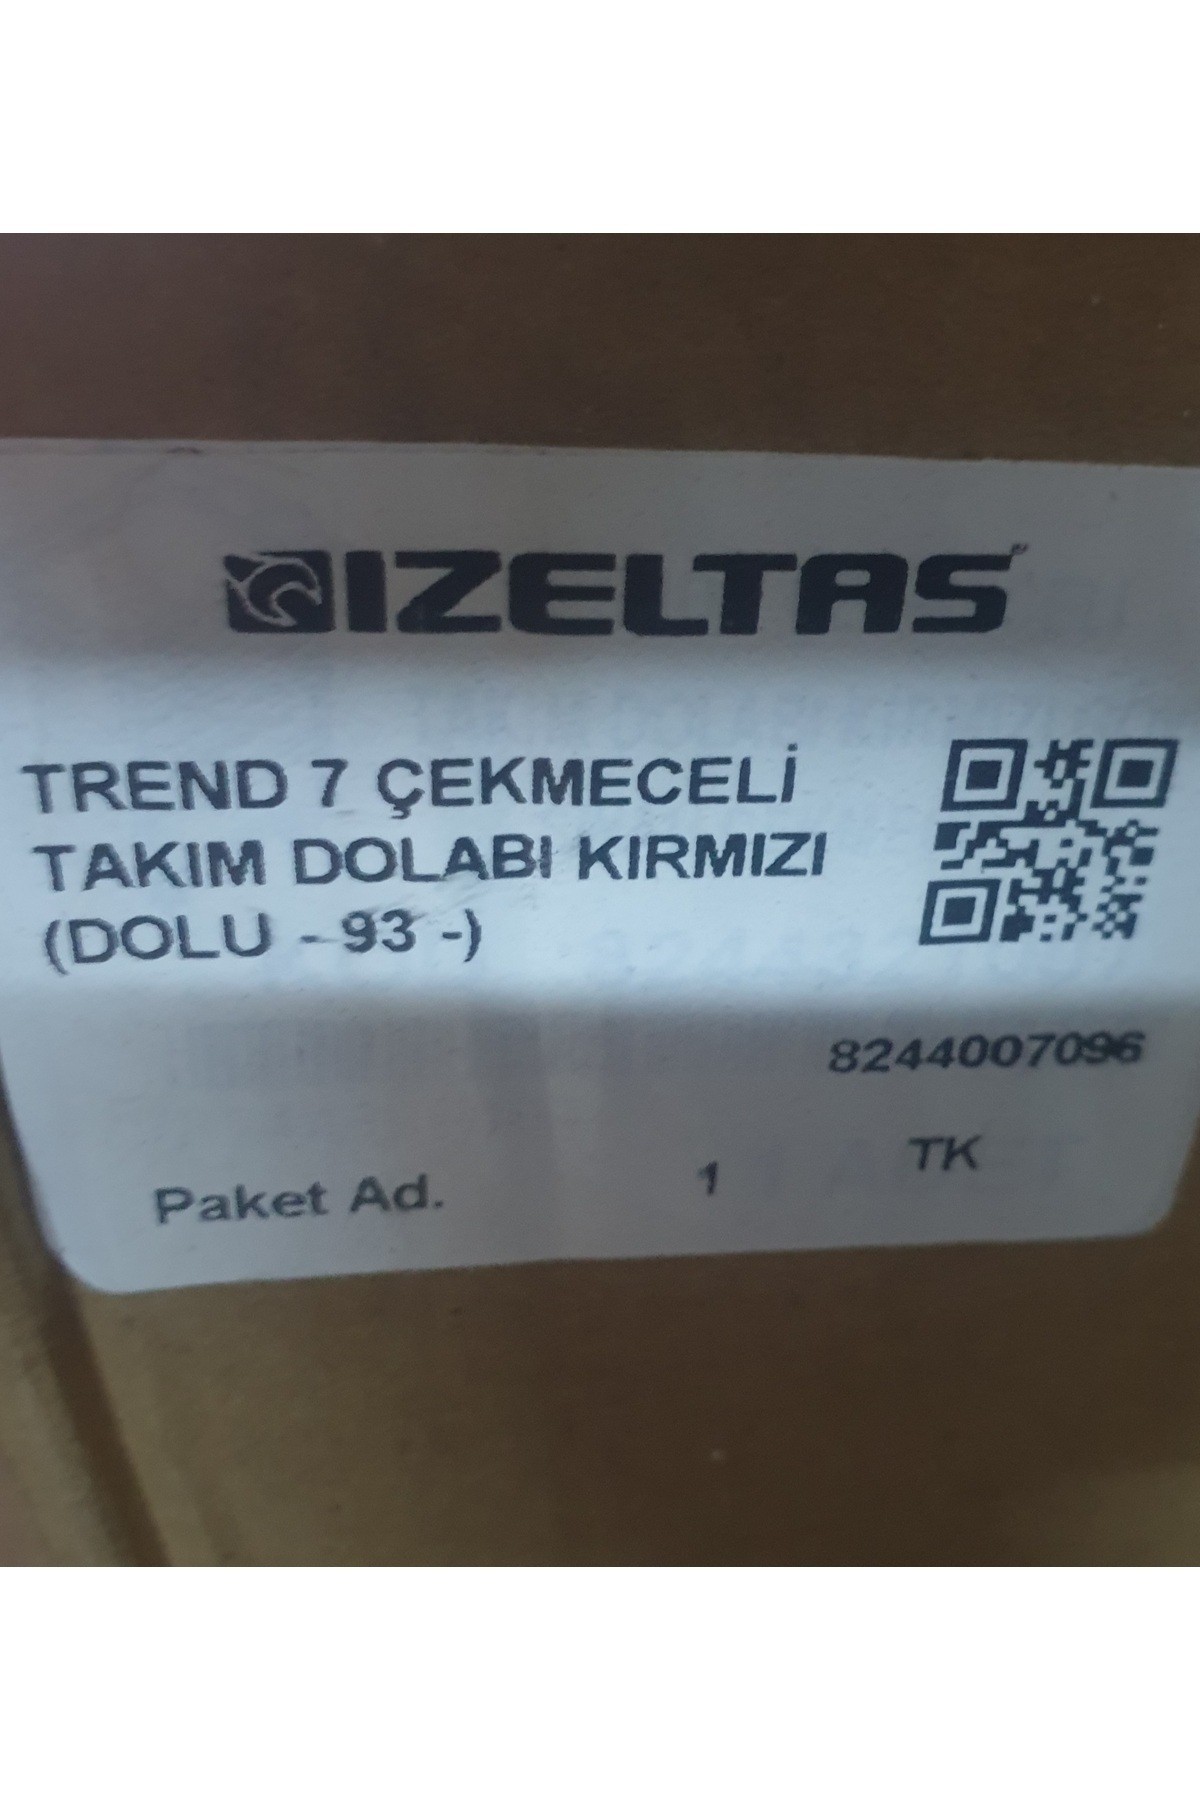 IZELTAS
TREND 7 ÇEKMECELİ
TAKIM DOLABI KIRMIZI
(DOLU - 93 -)
8244007096
Paket Ad. 1 TK